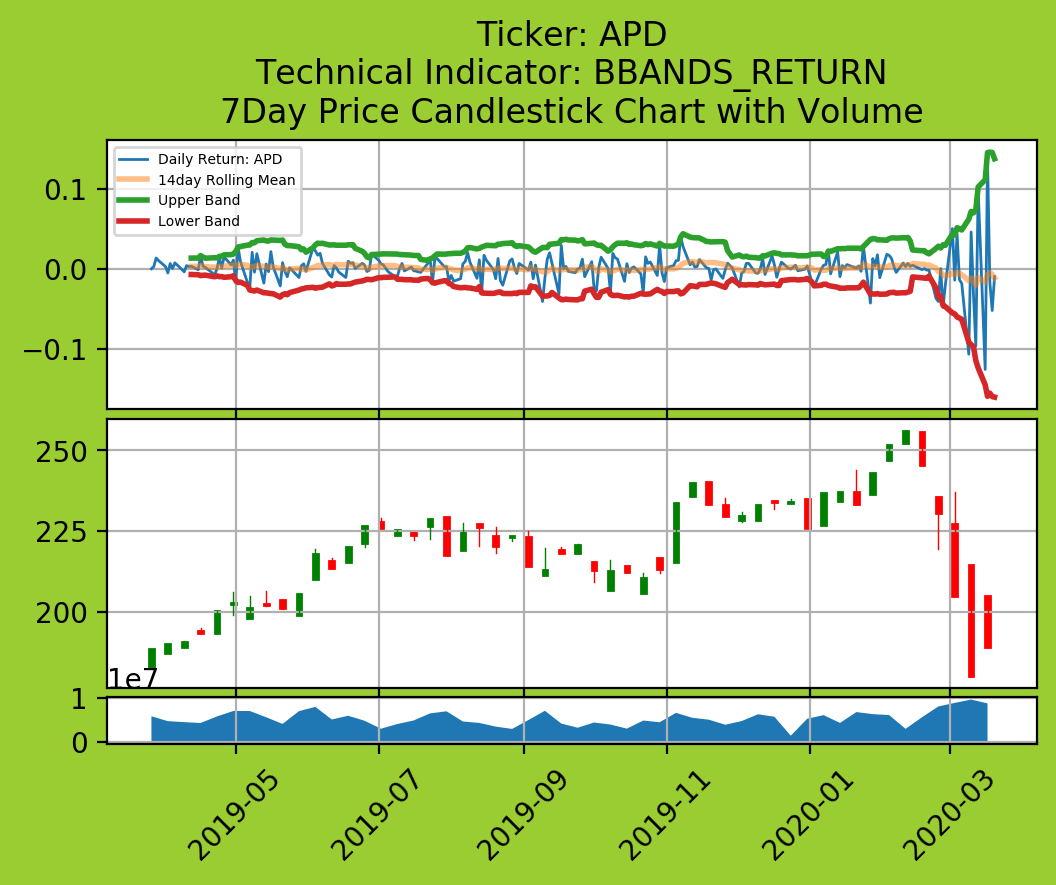 Ticker: APD
Technical Indicator: BBANDS_RETURN
7Day Price Candlestick Chart with Volume
Daily Return: APD
14day Rolling Mean
Upper Band
Lower Band
0.1
0.0
−0.1
250
225
200
1e7
1
0
2019-05
2019-07
2019-09
2019-11
2020-01
2020-03